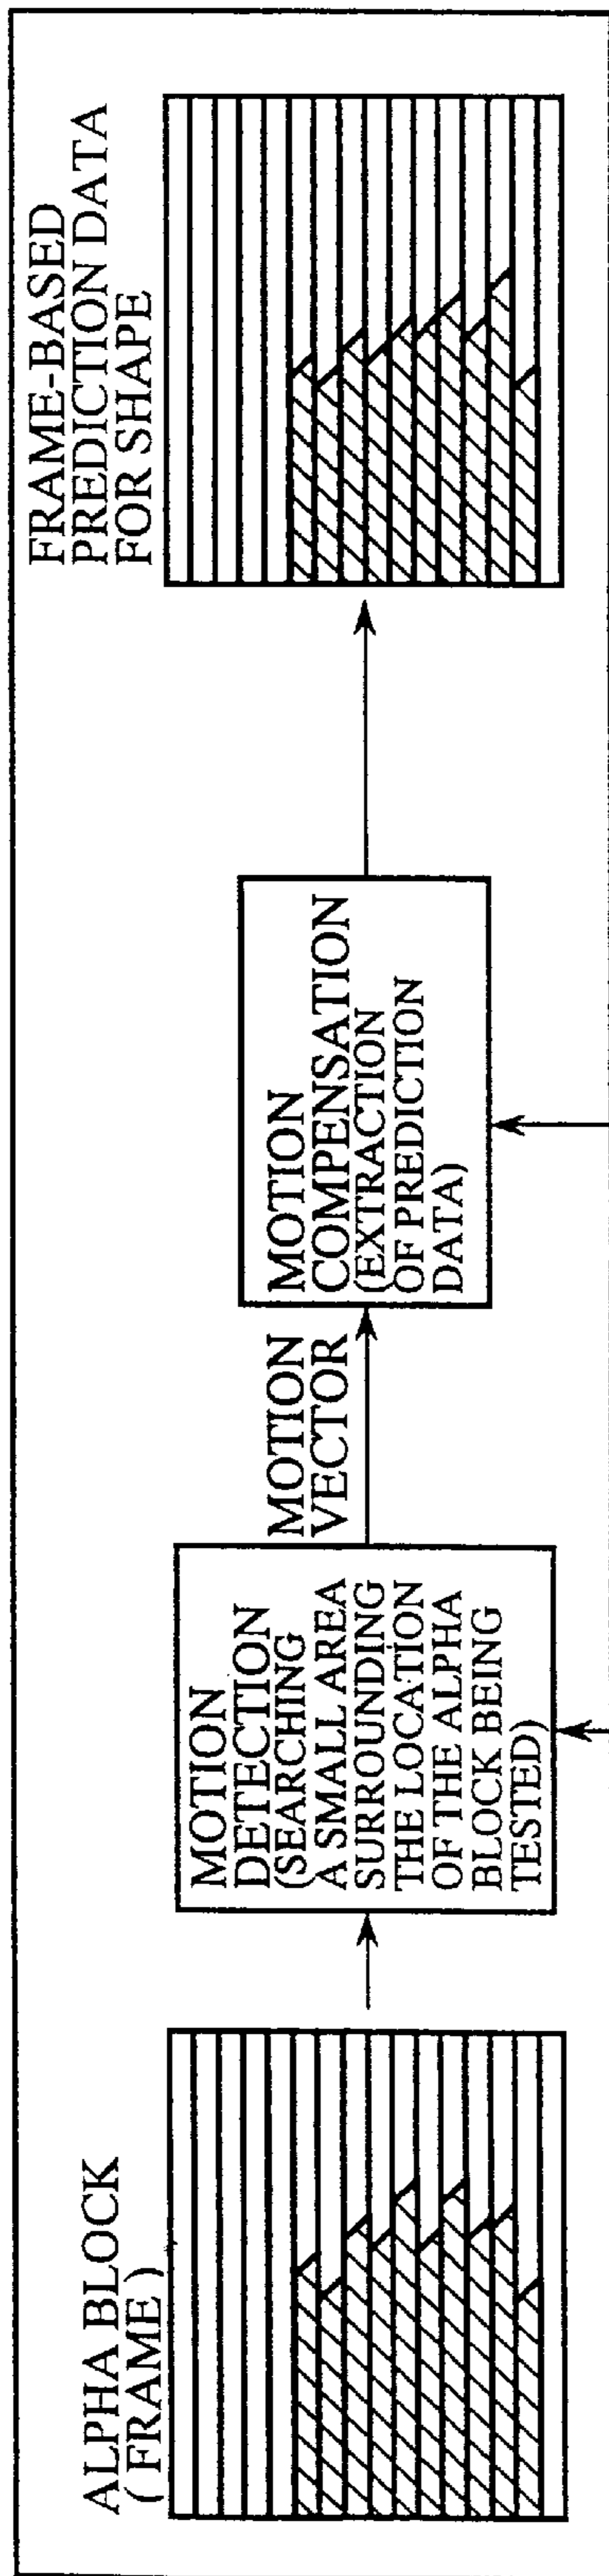 ALPHA BLOCK
( FRAME )
MOTION
DETECTION
(SEARCHING
A SMALL AREA
SURROUNDING
THE LOCATION
OF THE ALPHA
BLOCK BEING
TESTED)
MOTION
VECTOR
MOTION
COMPENSATION
(EXTRACTION
OF PREDICTION
DATA)
FRAME-BASED
PREDICTION DATA
FOR SHAPE